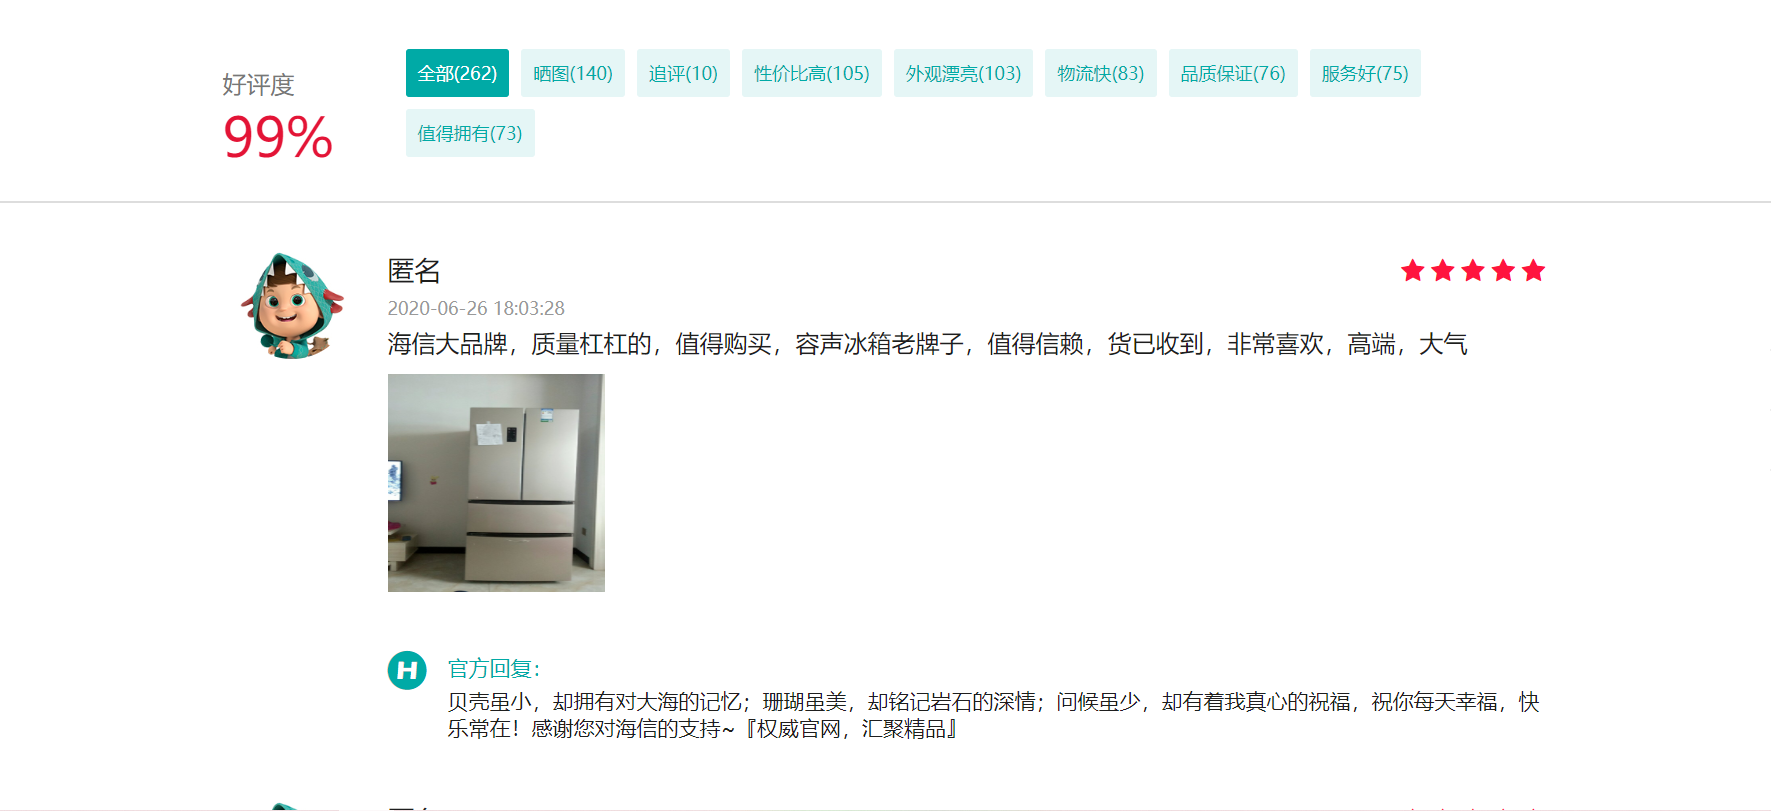 好评度
99%
全部(262) 晒图(140) 追评(10) 性价比高(105) 外观漂亮(103) 物流快(83) 品质保证(76) 服务好(75)
值得拥有(73)
匿名
2020-06-26 18:03:28
海信大品牌，质量杠杠的，值得购买，容声冰箱老牌子，值得信赖，货已收到，非常喜欢，高端，大气
H
官方回复：
贝壳虽小，却拥有对大海的记忆；珊瑚虽美，却铭记岩石的深情；问候虽少，却有着我真心的祝福，祝你每天幸福，快
乐常在！感谢您对海信的支持~『权威官网，汇聚精品』